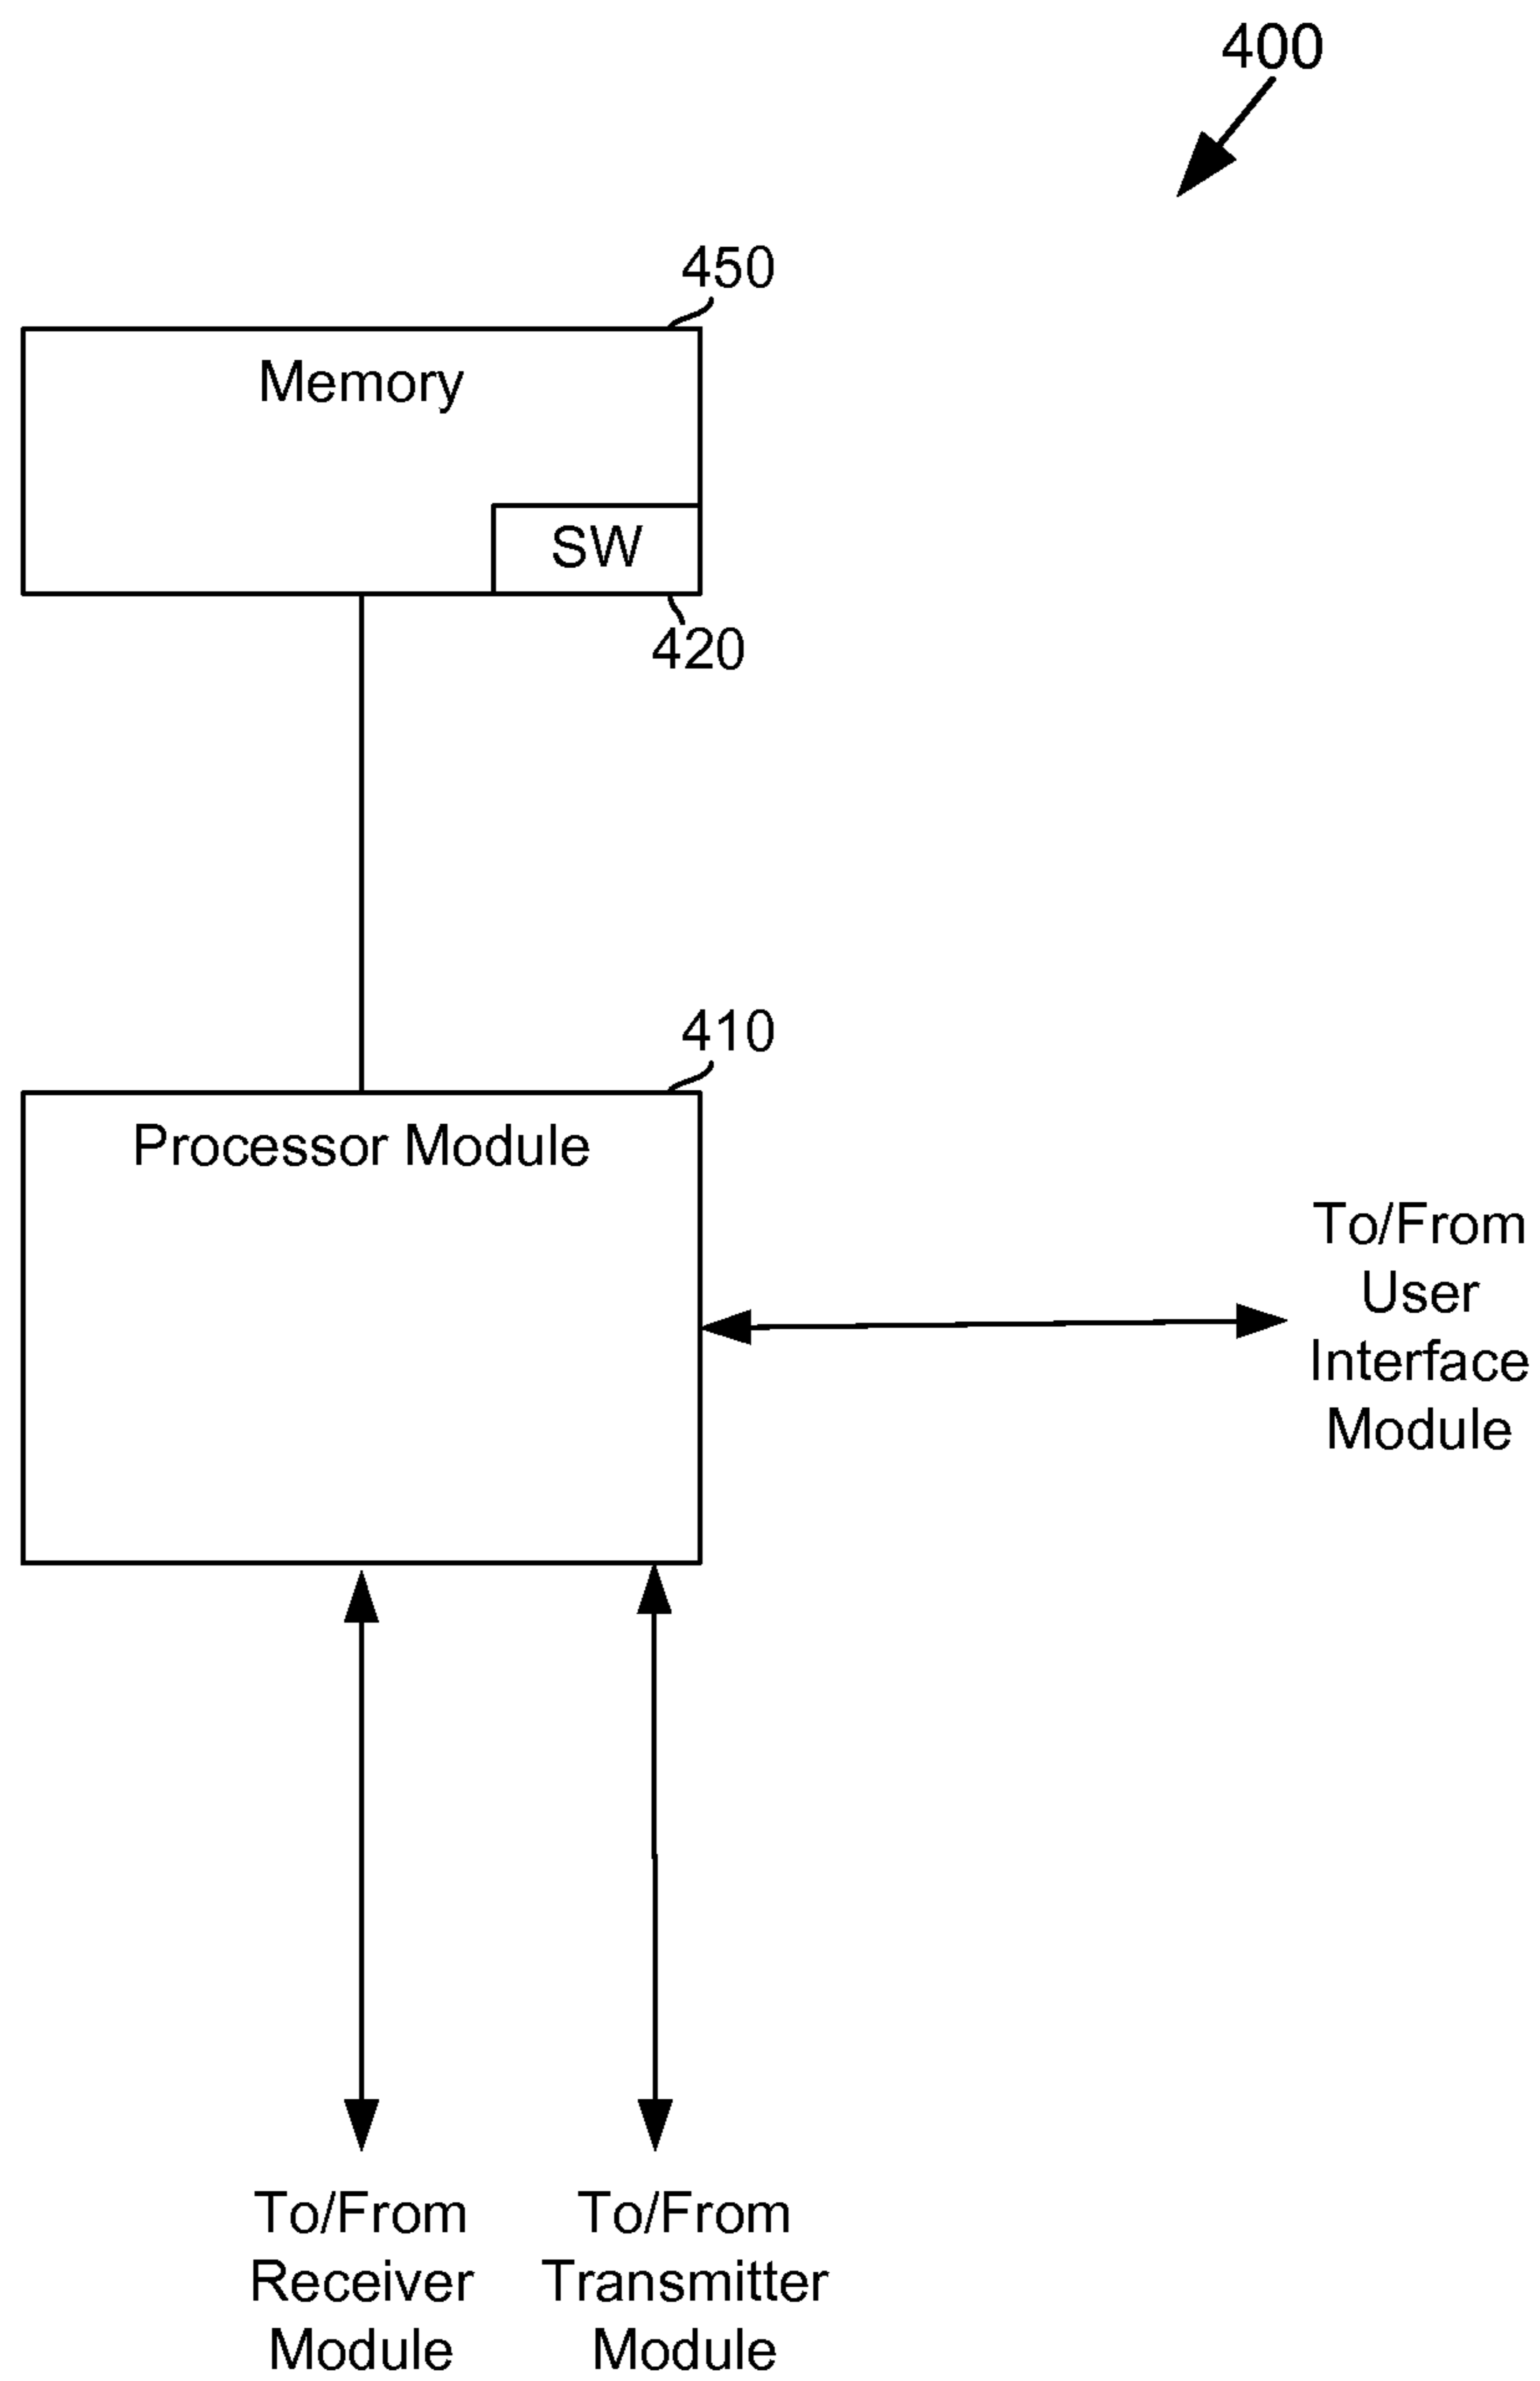 400
450
Memory
SW
420
410
Processor Module
To/From
User
Interface
Module
To/From
Receiver
Module
To/From
Transmitter
Module